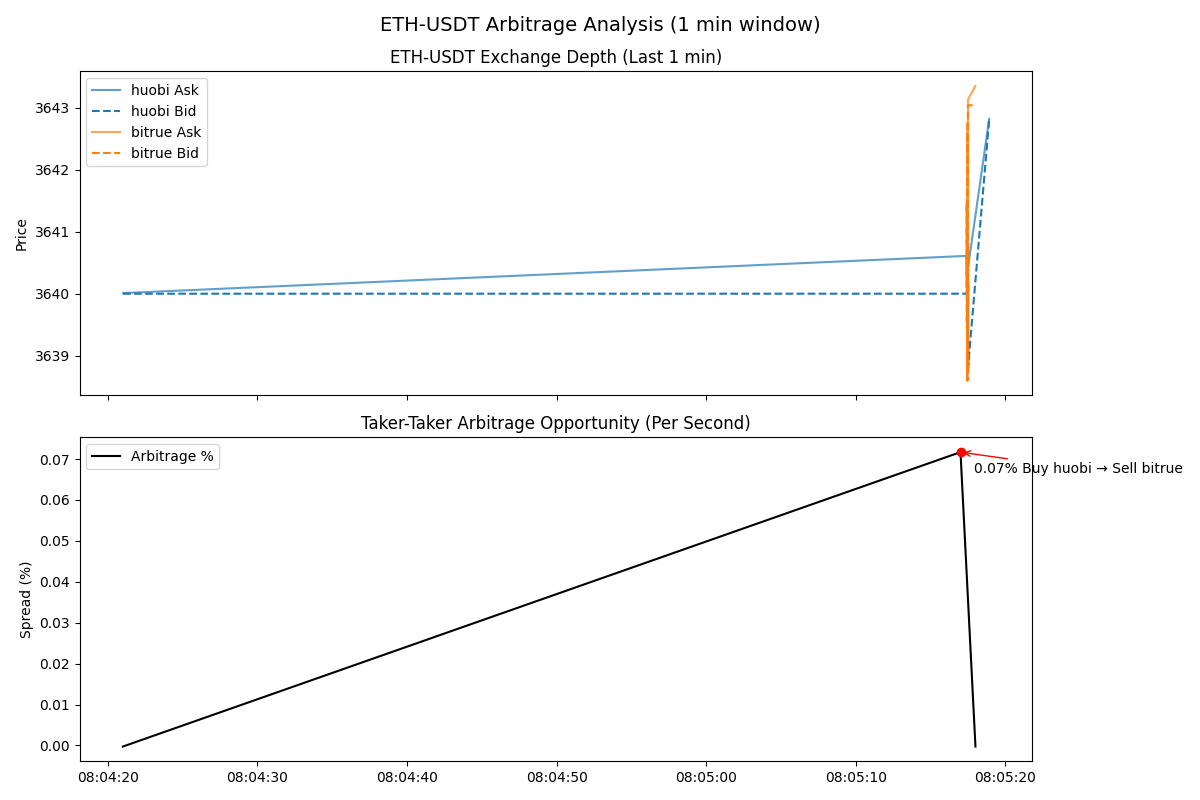 ETH-USDT Arbitrage Analysis (1 min window)
ETH-USDT Exchange Depth (Last 1 min)
huobi Ask
huobi Bid
bitrue Ask
bitrue Bid
3643
3642
3641
3640
3639
Price
Taker-Taker Arbitrage Opportunity (Per Second)
Arbitrage %
0.07% Buy huobi → Sell bitrue
0.07
0.06
0.05
0.04
0.03
0.02
0.01
0.00
Spread (%)
08:04:20
08:04:30
08:04:40
08:04:50
08:05:00
08:05:10
08:05:20